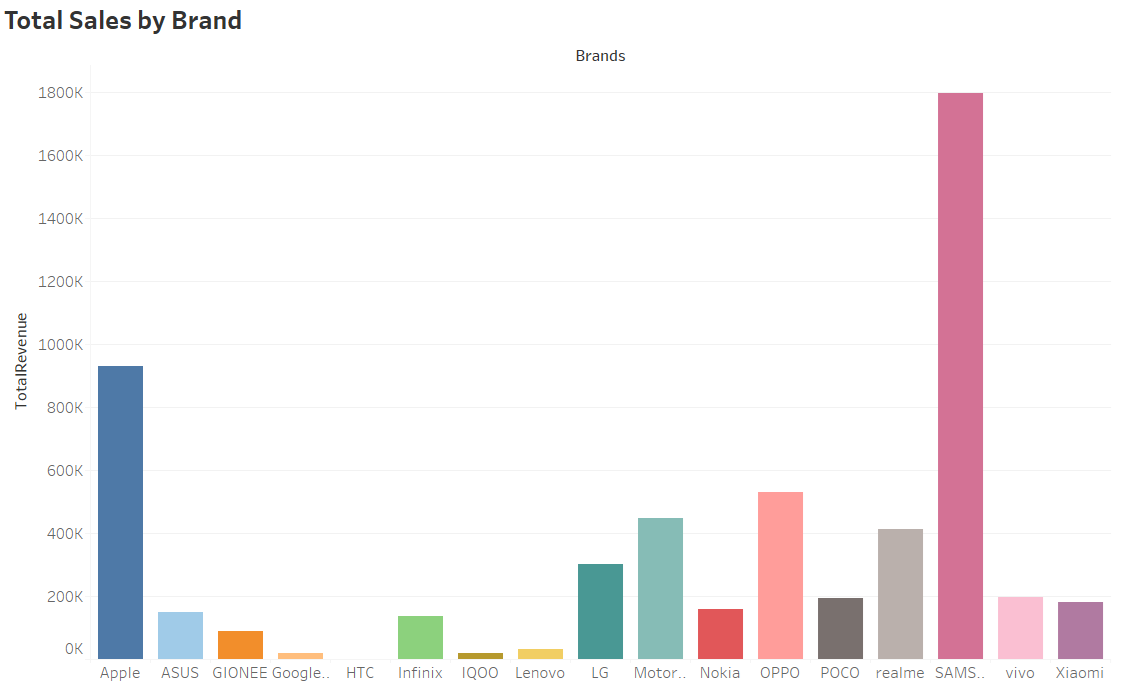 Total Sales by Brand
Brands
TotalRevenue
1800K
1600K
1400K
1200K
1000K
800K
600K
400K
200K
0K
Apple ASUS GIONEE Google.. HTC Infinix IQOO Lenovo LG Motor.. Nokia OPPO POCO realme SAMS.. vivo Xiaomi